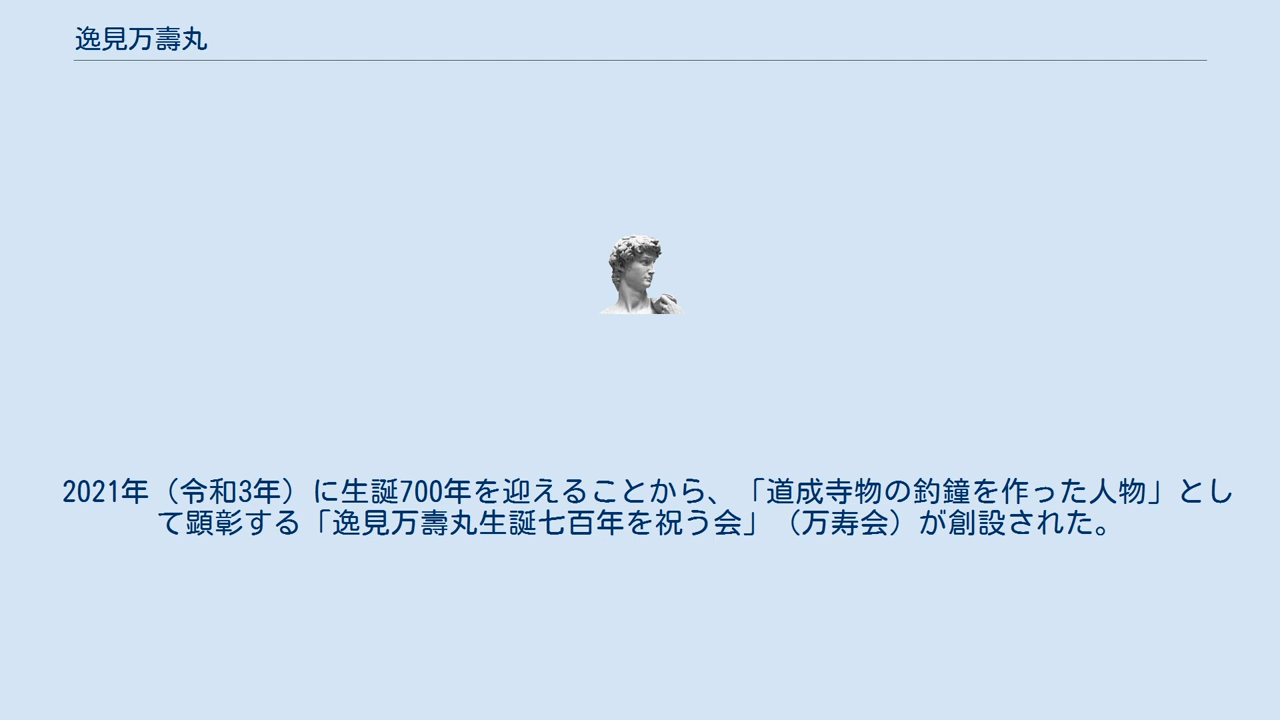 逸見万壽丸
2021年（令和3年）に生誕700年を迎えることから、「道成寺物の釣鐘を作った人物」とし
て顕彰する「逸見万壽丸生誕七百年を祝う会」（万寿会）が創設された。